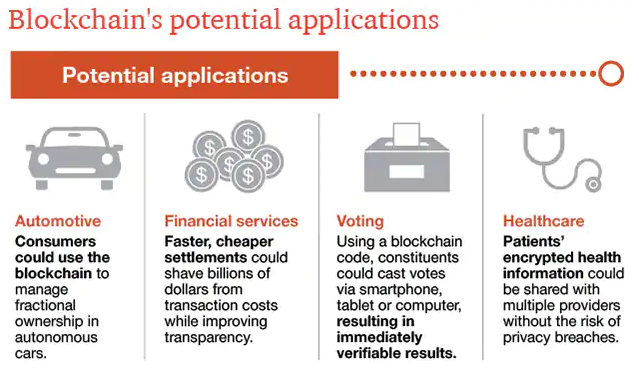 Blockchain's potential applications
Potential applications
Automotive
Consumers
could use the
blockchain to
manage
fractional
ownership in
autonomous
cars.
$ $ $ $ $ $
Financial services
Faster, cheaper
settlements could
shave billions of
dollars from
transaction costs
while improving
transparency.
Voting
Using a blockchain
code, constituents
could cast votes
via smartphone,
tablet or computer,
resulting in
immediately
verifiable results.
Healthcare
Patients'
encrypted health
information could
be shared with
multiple providers
without the risk of
privacy breaches.